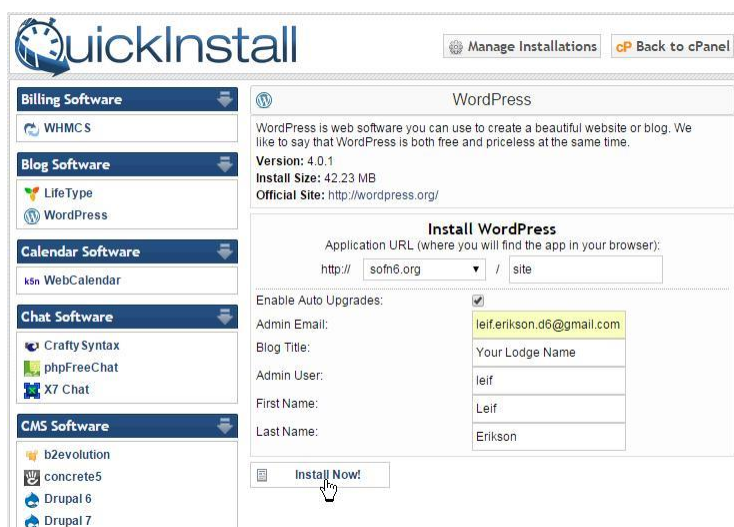 QuickInstall
Manage Installations
cP Back to cPanel
Billing Software
WHMCS
Blog Software
LifeType
WordPress
Calendar Software
k5n WebCalendar
Chat Software
Crafty Syntax
phpFreeChat
X7 Chat
CMS Software
b2evolution
concrete5
Drupal 6
Drupal 7
WordPress
WordPress is web software you can use to create a beautiful website or blog. We
like to say that WordPress is both free and priceless at the same time.
Version: 4.0.1
Install Size: 42.23 MB
Official Site: http://wordpress.org/
Install WordPress
Application URL (where you will find the app in your browser):
http:// sofn6.org / site
Enable Auto Upgrades:
Admin Email: leif.erikson.d6@gmail.com
Blog Title: Your Lodge Name
Admin User: leif
First Name: Leif
Last Name: Erikson
Install Now!